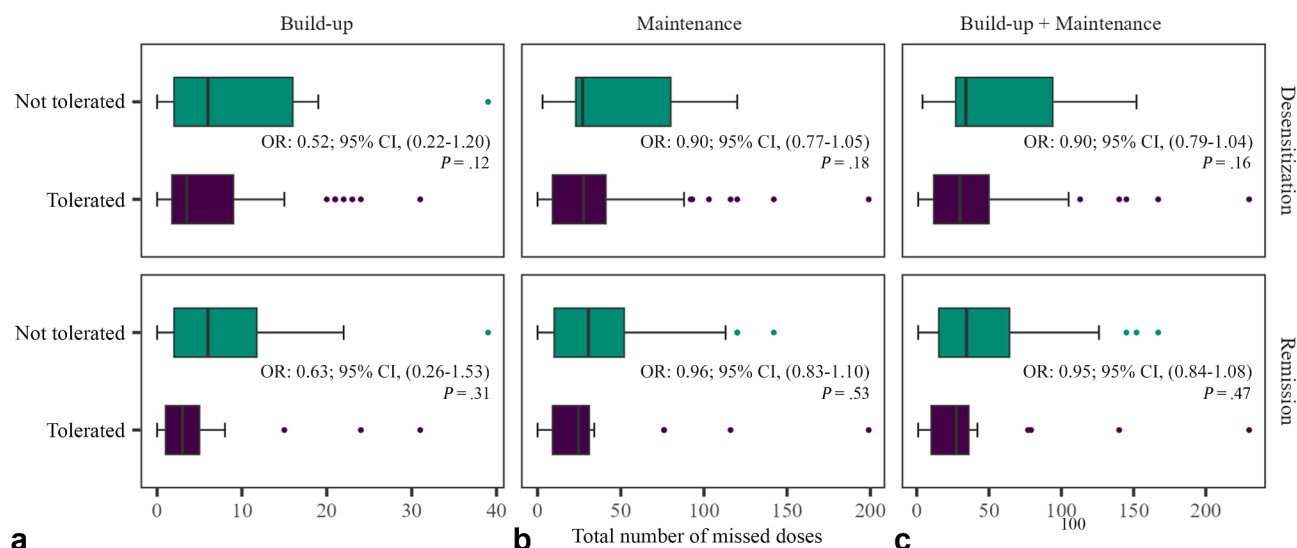 Build-up
Maintenance
Build-up + Maintenance
Not tolerated
OR: 0.52; 95% CI, (0.22-1.20)
P = .12
OR: 0.90; 95% CI, (0.77-1.05)
P = .18
OR: 0.90; 95% CI, (0.79-1.04)
P = .16
Tolerated
Desensitization
Not tolerated
OR: 0.63; 95% CI, (0.26-1.53)
P = .31
OR: 0.96; 95% CI, (0.83-1.10)
P = .53
OR: 0.95; 95% CI, (0.84-1.08)
P = .47
Tolerated
Remission
0 10 20 30 40
0 50 100 150 200
0 50 100 150 200
a
b
Total number of missed doses
c